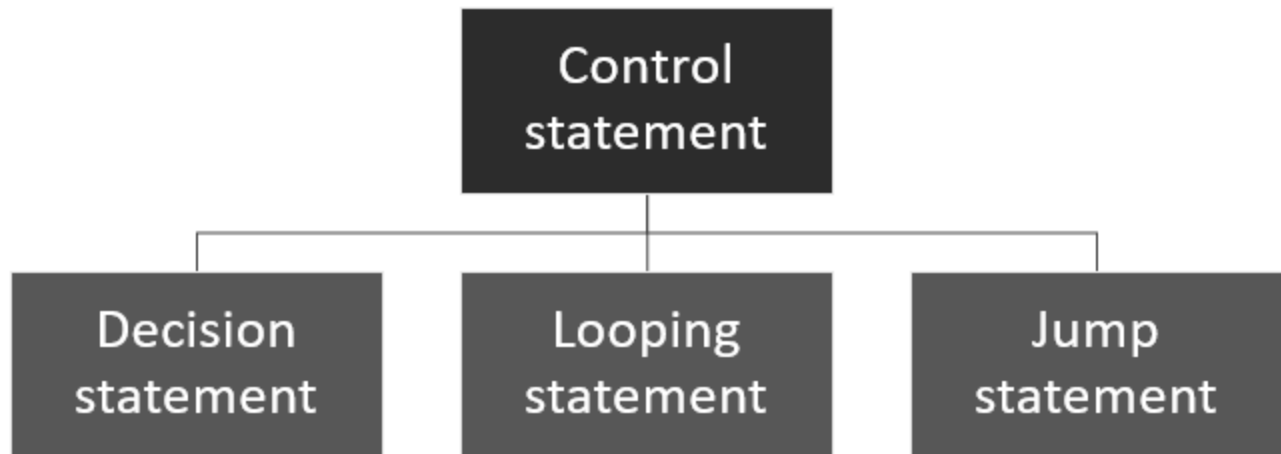 Control
statement
Decision
statement
Looping
statement
Jump
statement